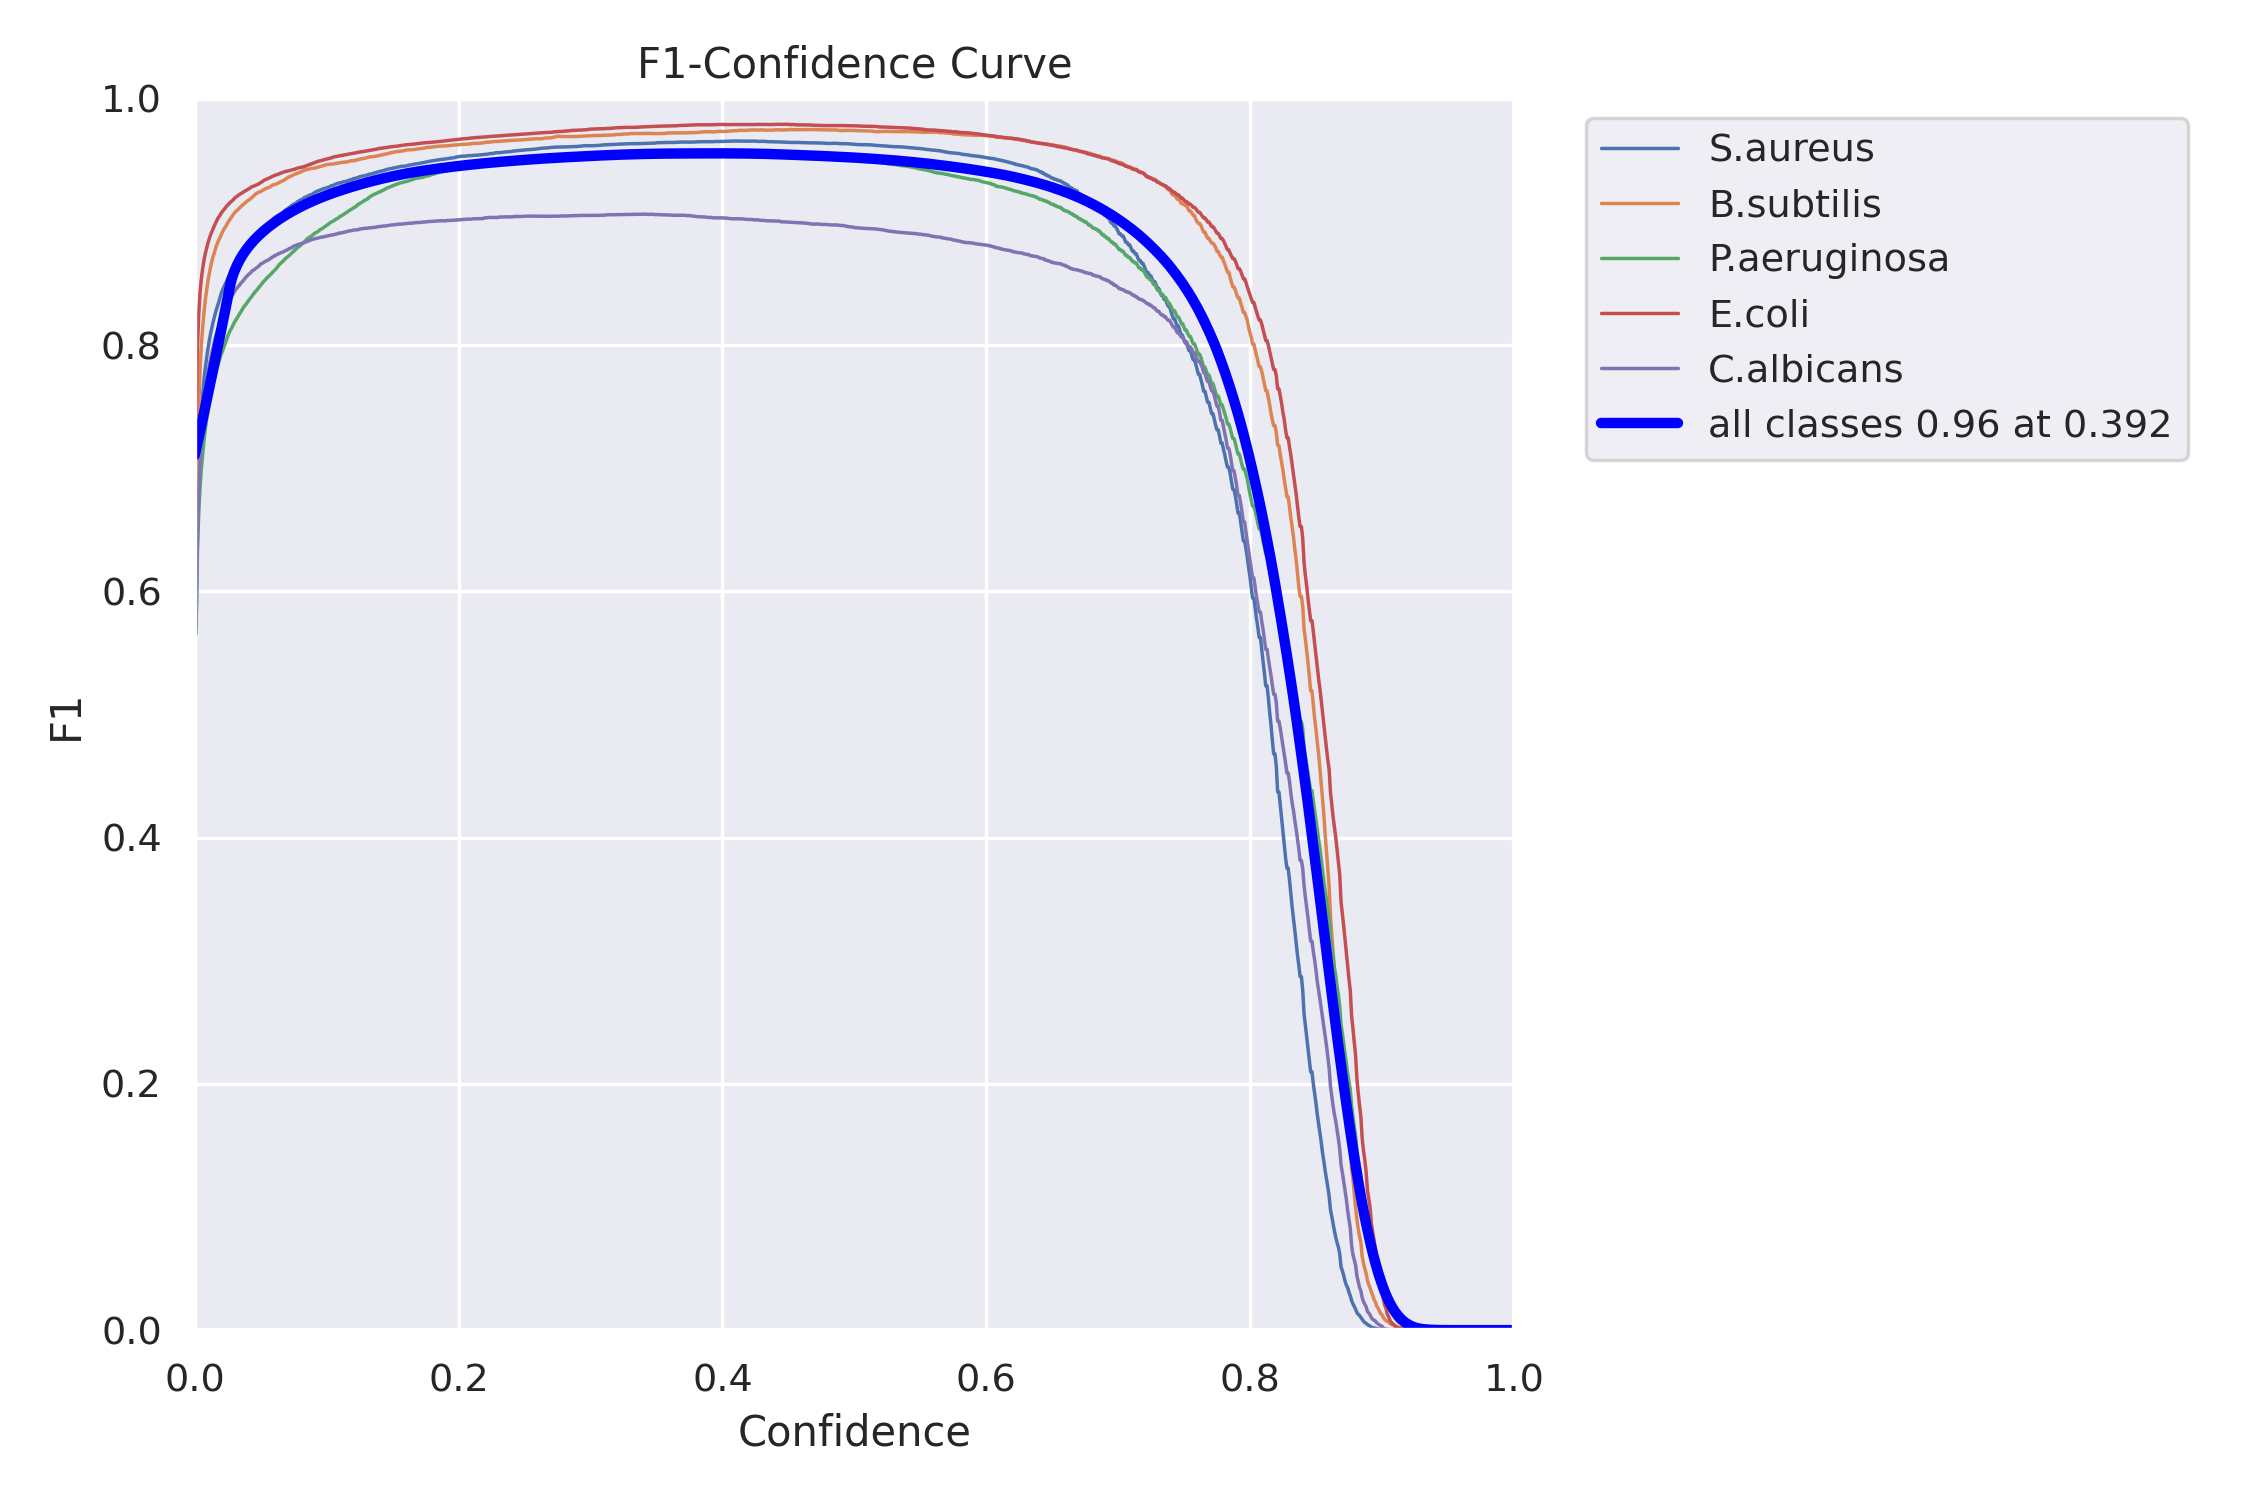 F1-Confidence Curve
1.0
0.8
0.6
0.4
0.2
0.0
F1
0.0 0.2 0.4 0.6 0.8 1.0
Confidence
S.aureus
B.subtilis
P.aeruginosa
E.coli
C.albicans
all classes 0.96 at 0.392